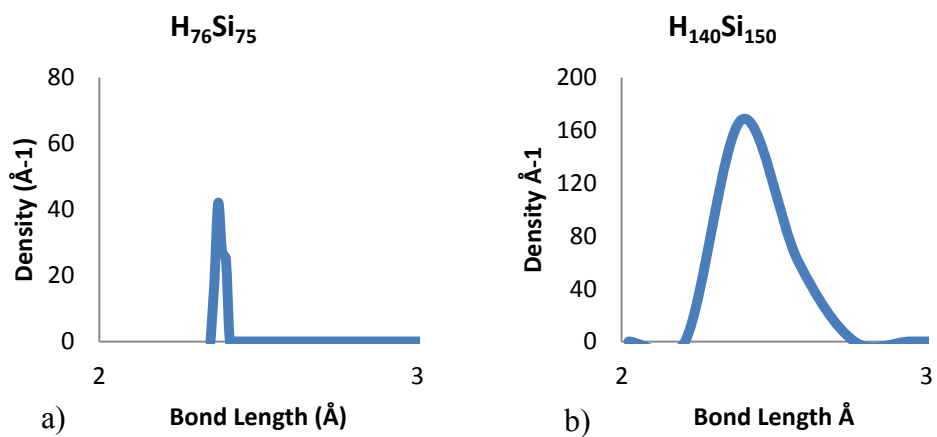 H₇₆Si₇₅
80
60
40
20
0
Density (Å-1)
2
3
Bond Length (Å)
a)
H₁₄₀Si₁₅₀
200
160
120
80
40
0
Density Å-1
2
3
Bond Length Å
b)